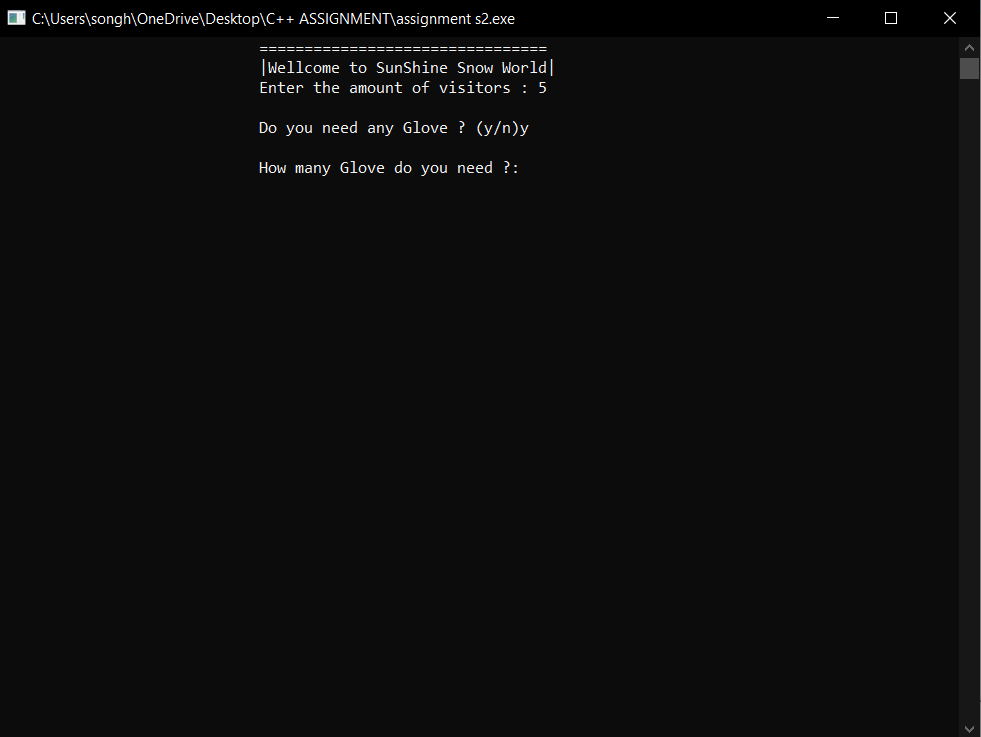 C:\Users\songh\OneDrive\Desktop\C++ ASSIGNMENT\assignment s2.exe
================================
|Wellcome to SunShine Snow World|
Enter the amount of visitors : 5
Do you need any Glove ? (y/n)y
How many Glove do you need ?: